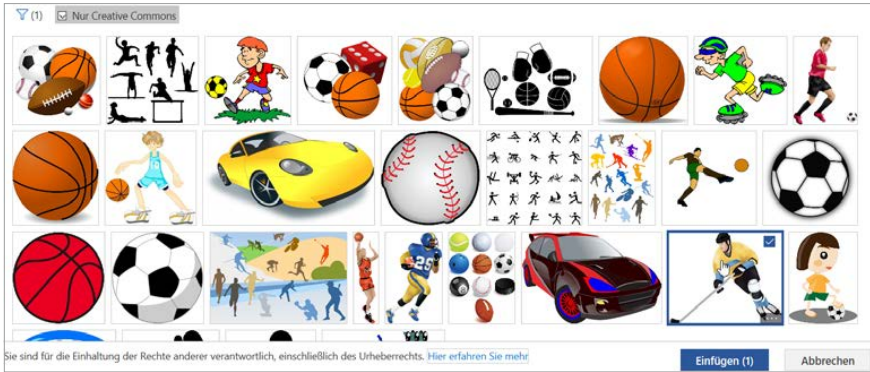 (1) Nur Creative Commons
25
Sie sind für die Einhaltung der Rechte anderer verantwortlich, einschließlich des Urheberrechts. Hier erfahren Sie mehr
Einfügen (1) Abbrechen